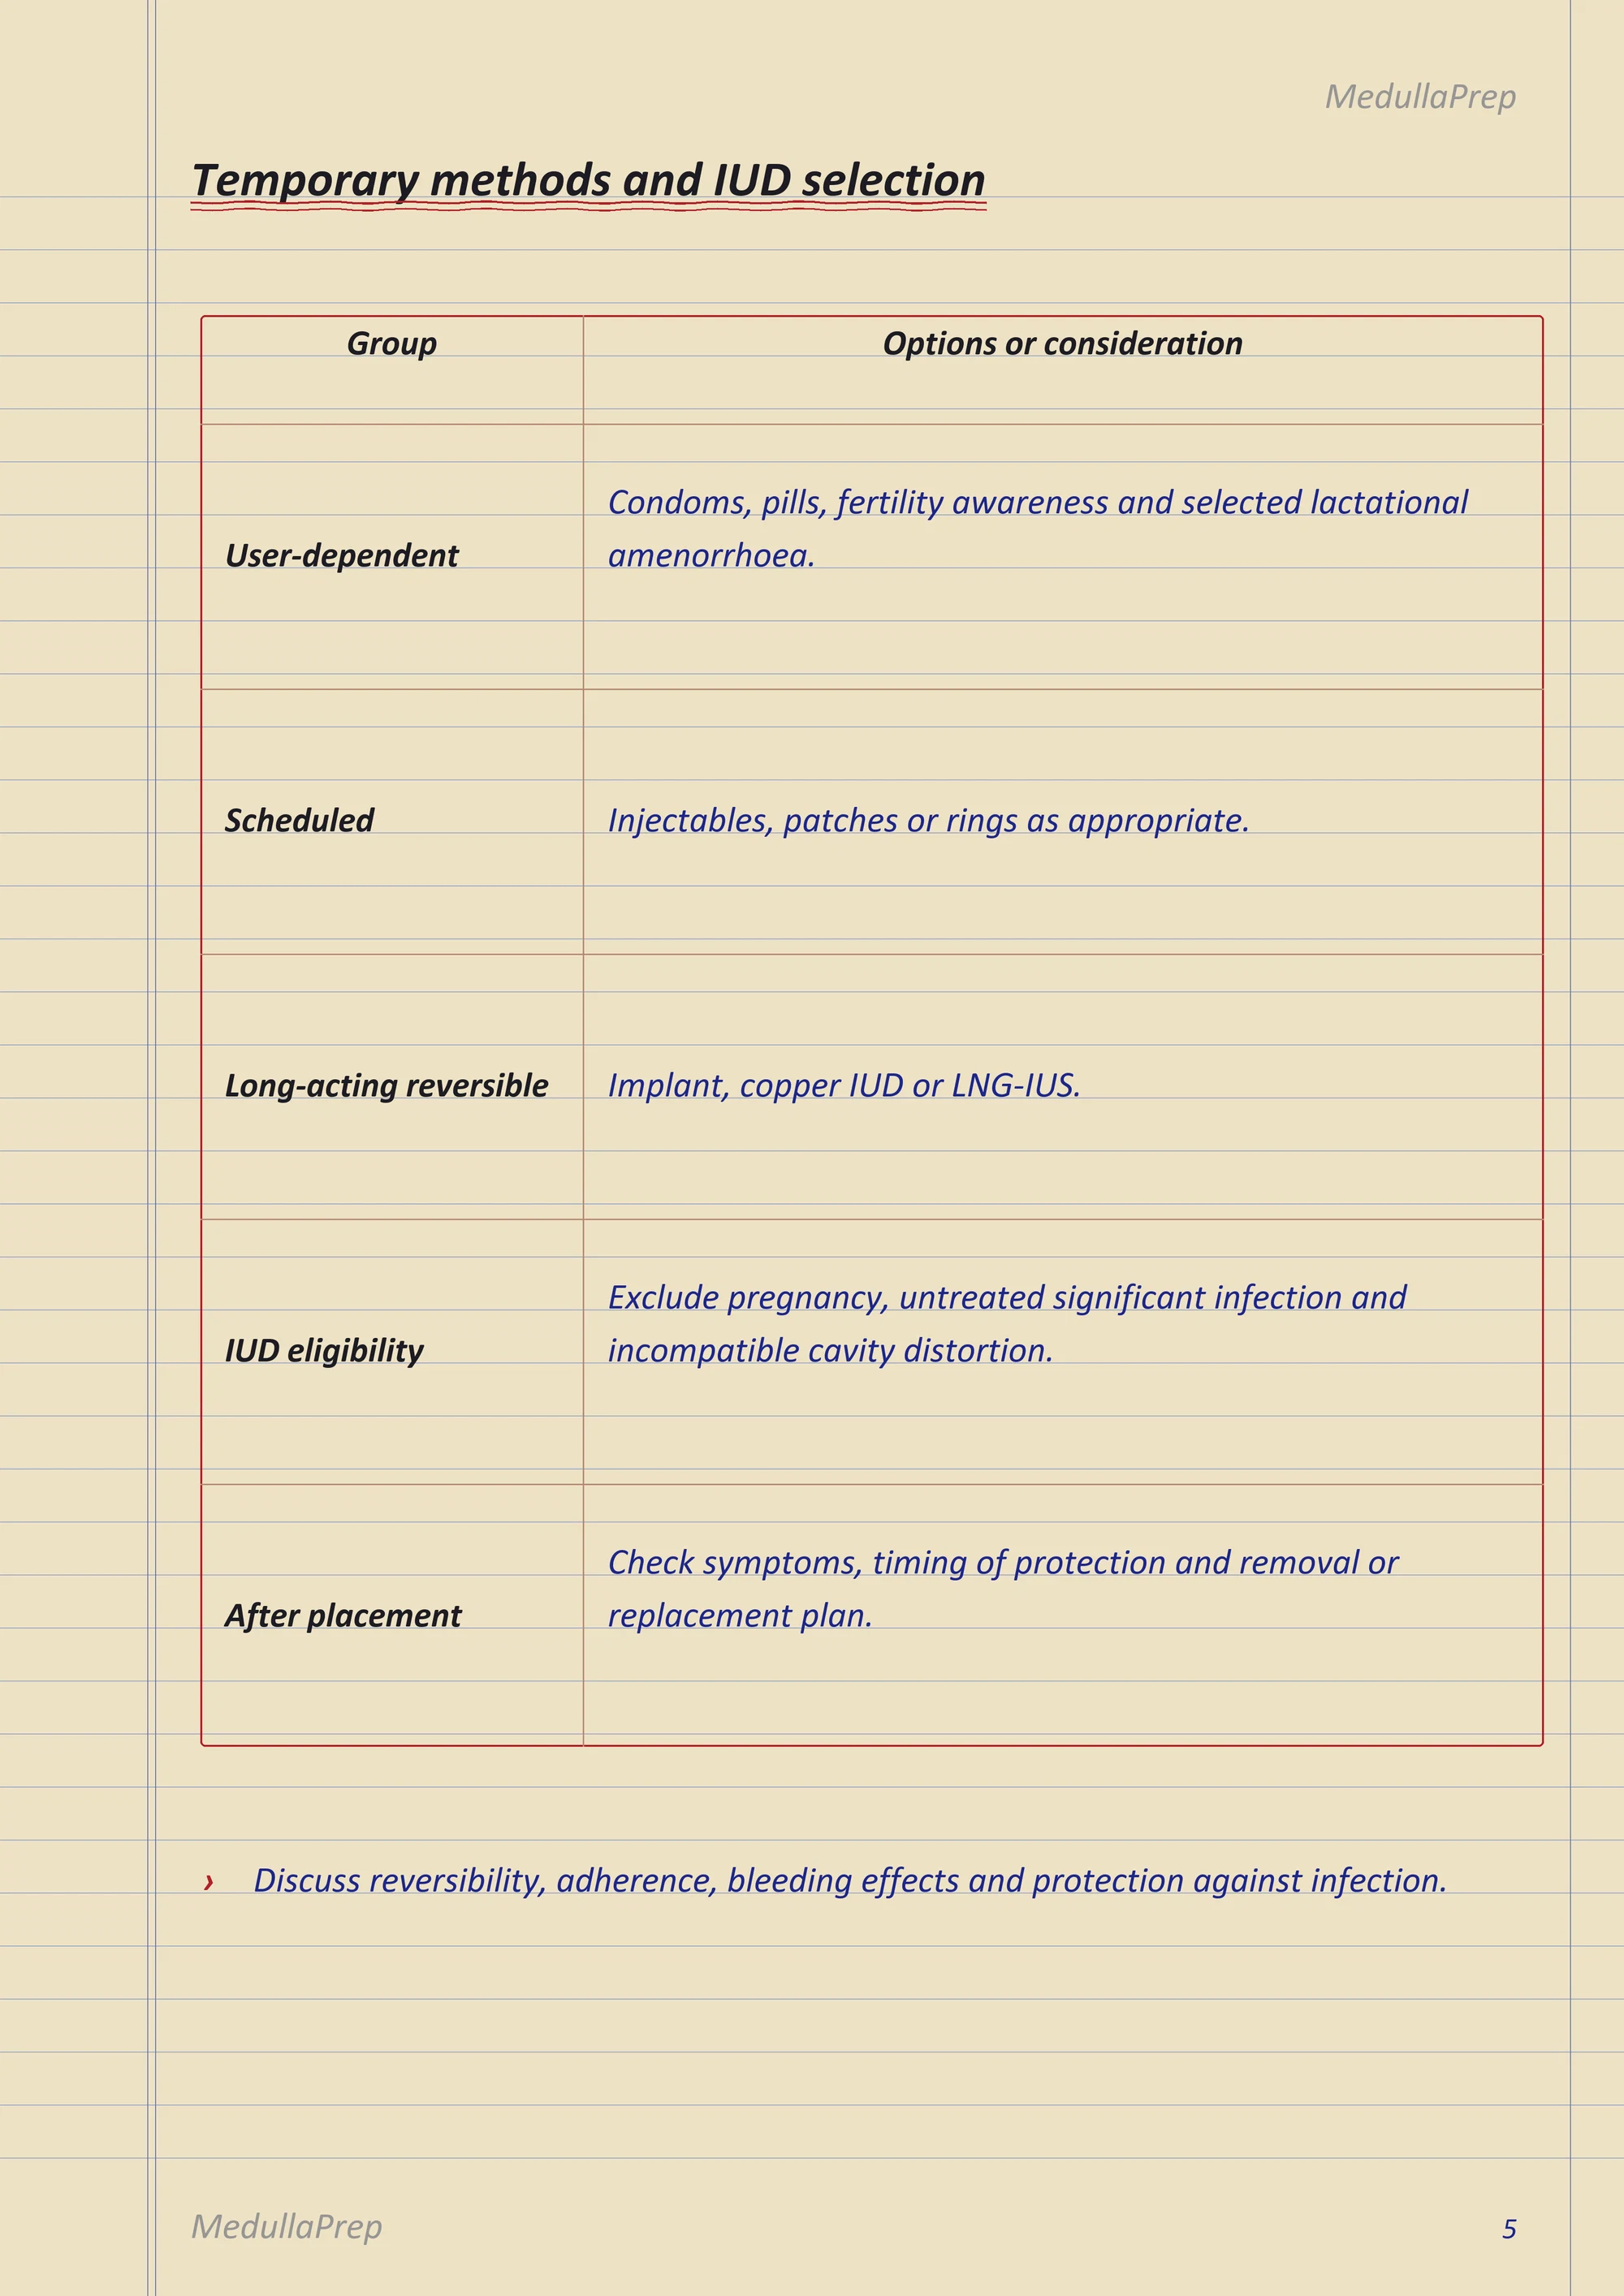 MedullaPrep
Temporary methods and IUD selection
Group
Options or consideration
User-dependent
Condoms, pills, fertility awareness and selected lactational
amenorrhoea.
Scheduled
Injectables, patches or rings as appropriate.
Long-acting reversible
Implant, copper IUD or LNG-IUS.
IUD eligibility
Exclude pregnancy, untreated significant infection and
incompatible cavity distortion.
After placement
Check symptoms, timing of protection and removal or
replacement plan.
› Discuss reversibility, adherence, bleeding effects and protection against infection.
MedullaPrep
5